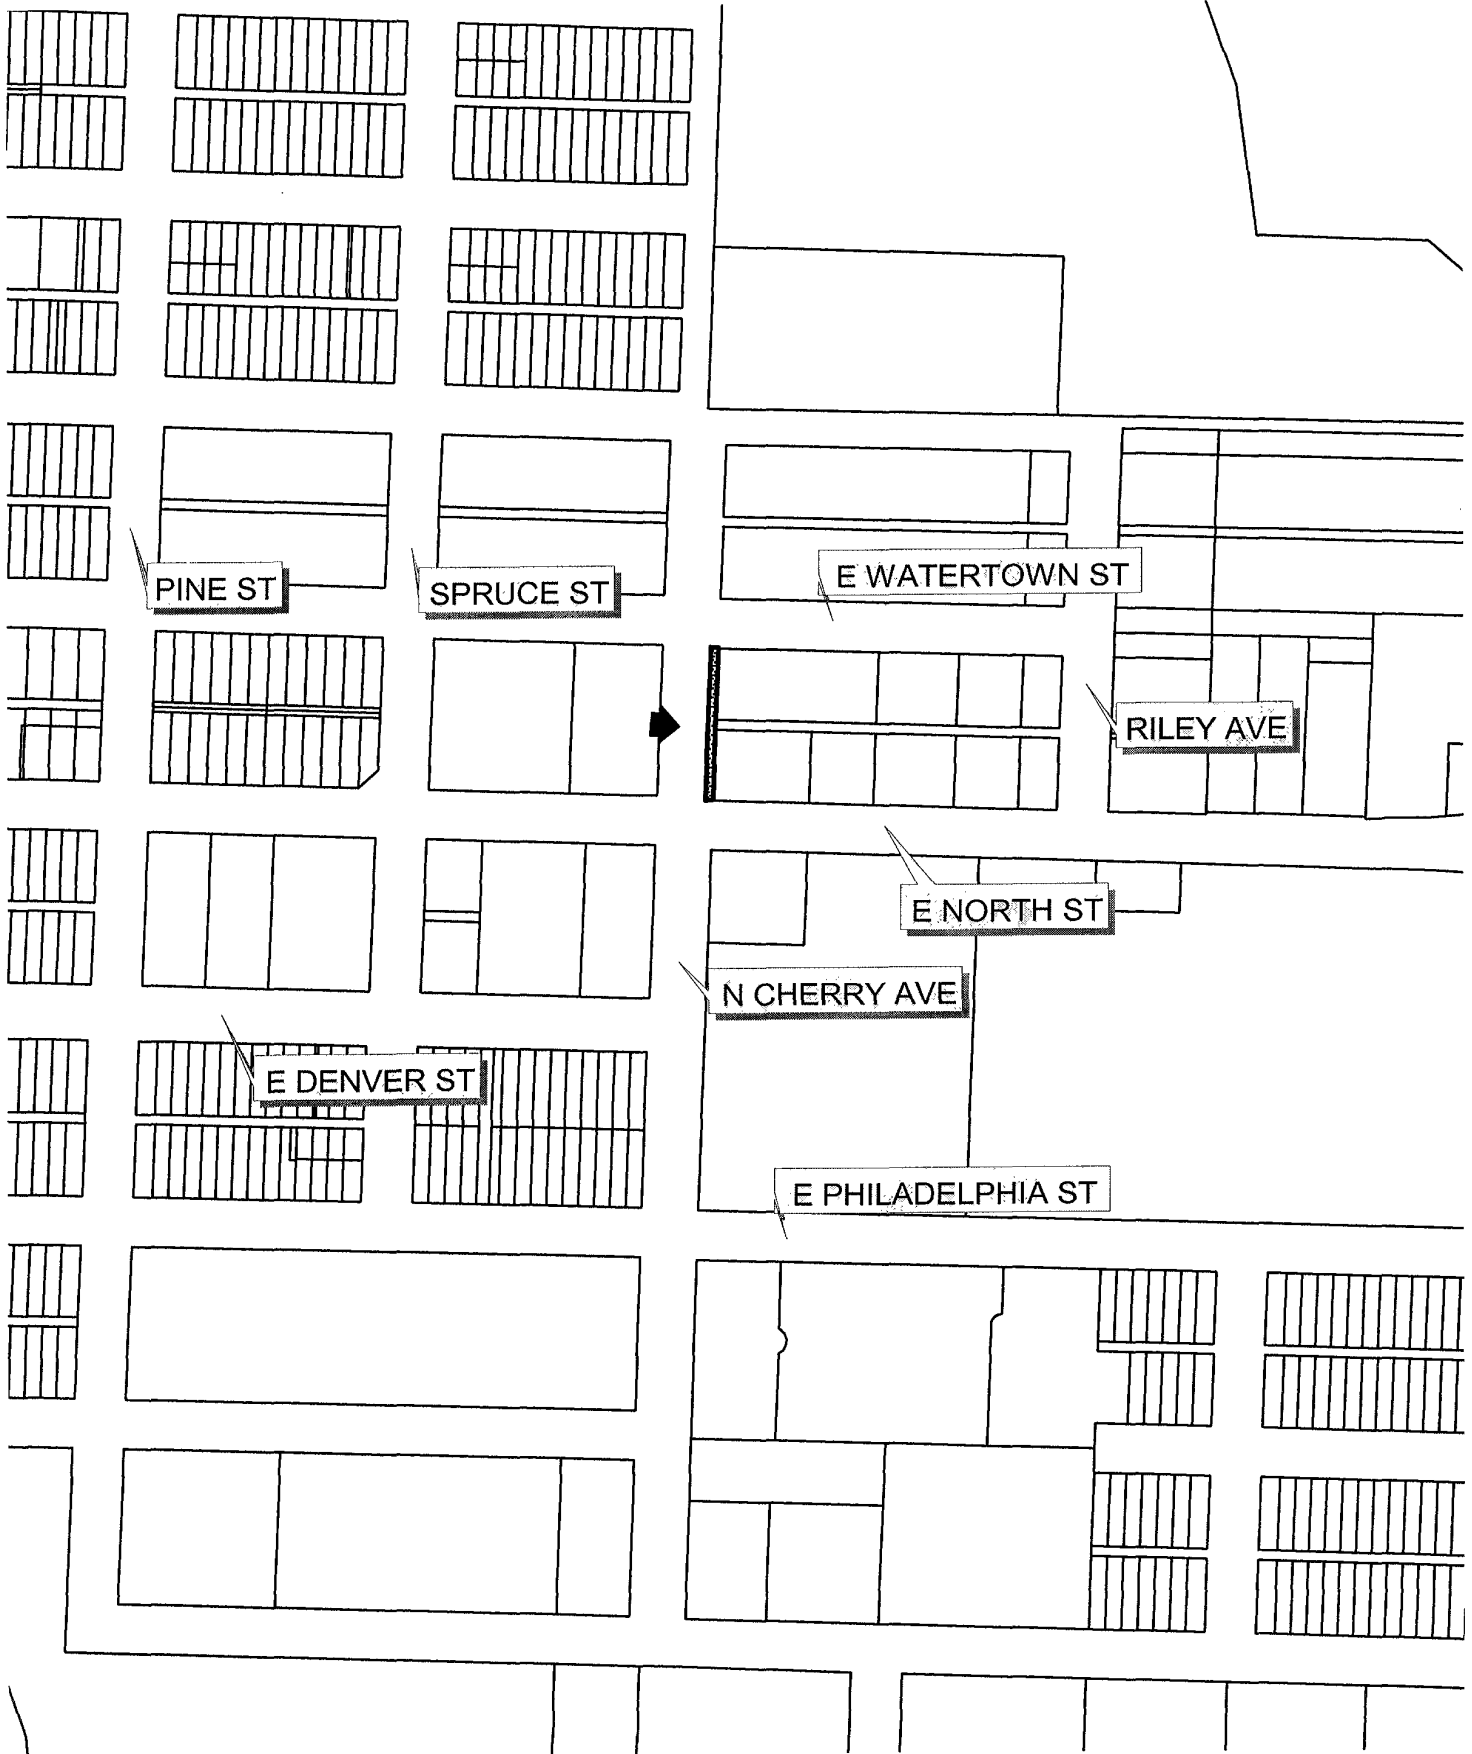 PINE ST
SPRUCE ST
E WATERTOWN ST
RILEY AVE
E NORTH ST
N CHERRY AVE
E DENVER ST
E PHILADELPHIA ST